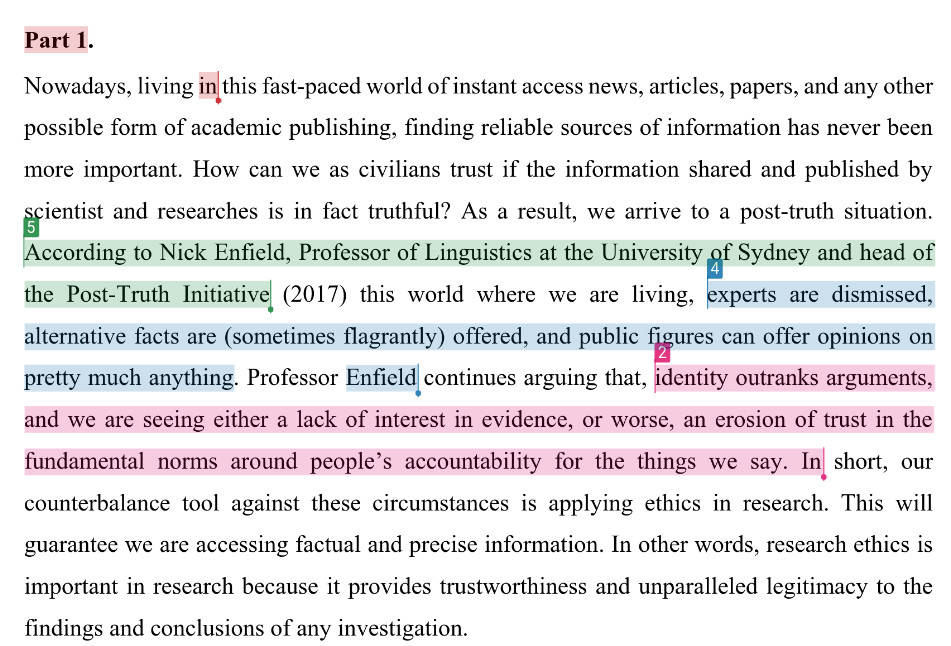 Part 1.
Nowadays, living in this fast-paced world of instant access news, articles, papers, and any other
possible form of academic publishing, finding reliable sources of information has never been
more important. How can we as civilians trust if the information shared and published by
scientist and researches is in fact truthful? As a result, we arrive to a post-truth situation.
5
According to Nick Enfield, Professor of Linguistics at the University of Sydney and head of
4
the Post-Truth Initiative (2017) this world where we are living, experts are dismissed,
alternative facts are (sometimes flagrantly) offered, and public figures can offer opinions on
2
pretty much anything. Professor Enfield continues arguing that, identity outranks arguments,
and we are seeing either a lack of interest in evidence, or worse, an erosion of trust in the
fundamental norms around people’s accountability for the things we say. In short, our
counterbalance tool against these circumstances is applying ethics in research. This will
guarantee we are accessing factual and precise information. In other words, research ethics is
important in research because it provides trustworthiness and unparalleled legitimacy to the
findings and conclusions of any investigation.